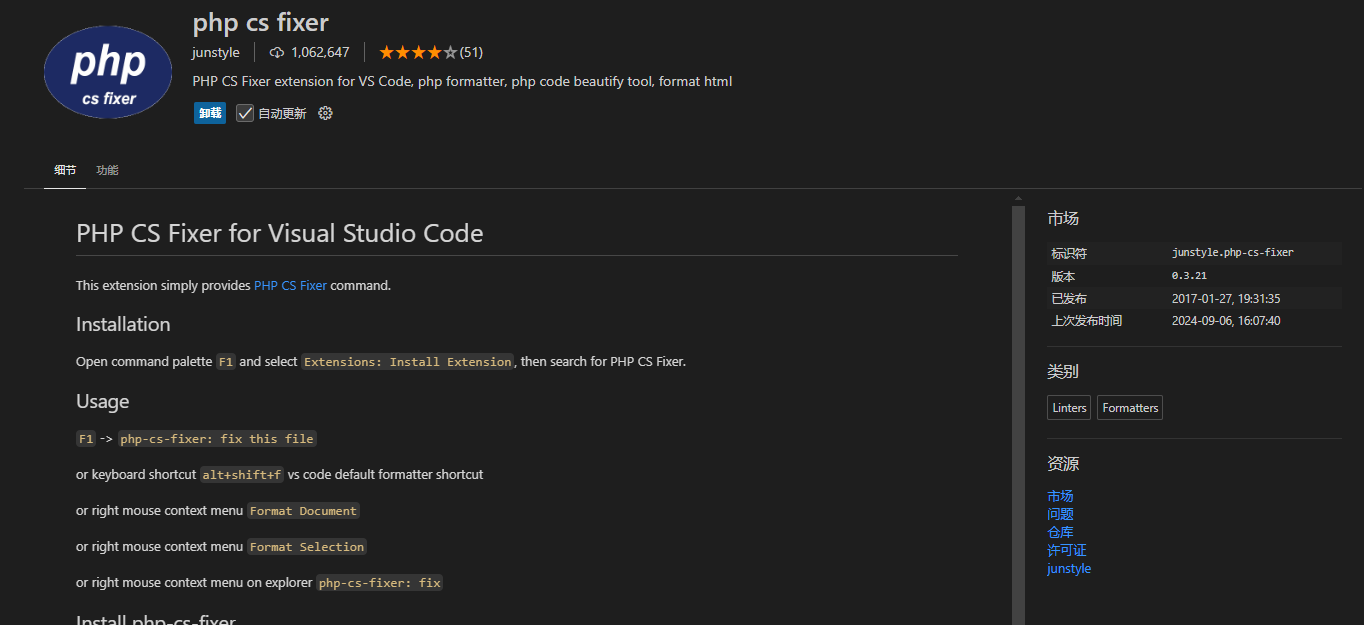 php
cs fixer
php cs fixer
junstyle 1,062,647 (51)
PHP CS Fixer extension for VS Code, php formatter, php code beautify tool, format html
卸载 自动更新
细节 功能
PHP CS Fixer for Visual Studio Code
This extension simply provides PHP CS Fixer command.
Installation
Open command palette F1 and select Extensions: Install Extension, then search for PHP CS Fixer.
Usage
F1 -> php-cs-fixer: fix this file
or keyboard shortcut alt+shift+f vs code default formatter shortcut
or right mouse context menu Format Document
or right mouse context menu Format Selection
or right mouse context menu on explorer php-cs-fixer: fix
Install php-cs-fixer
市场
标识符 junstyle.php-cs-fixer
版本 0.3.21
已发布 2017-01-27, 19:31:35
上次发布时间 2024-09-06, 16:07:40
类别
Linters Formatters
资源
市场
问题
仓库
许可证
junstyle